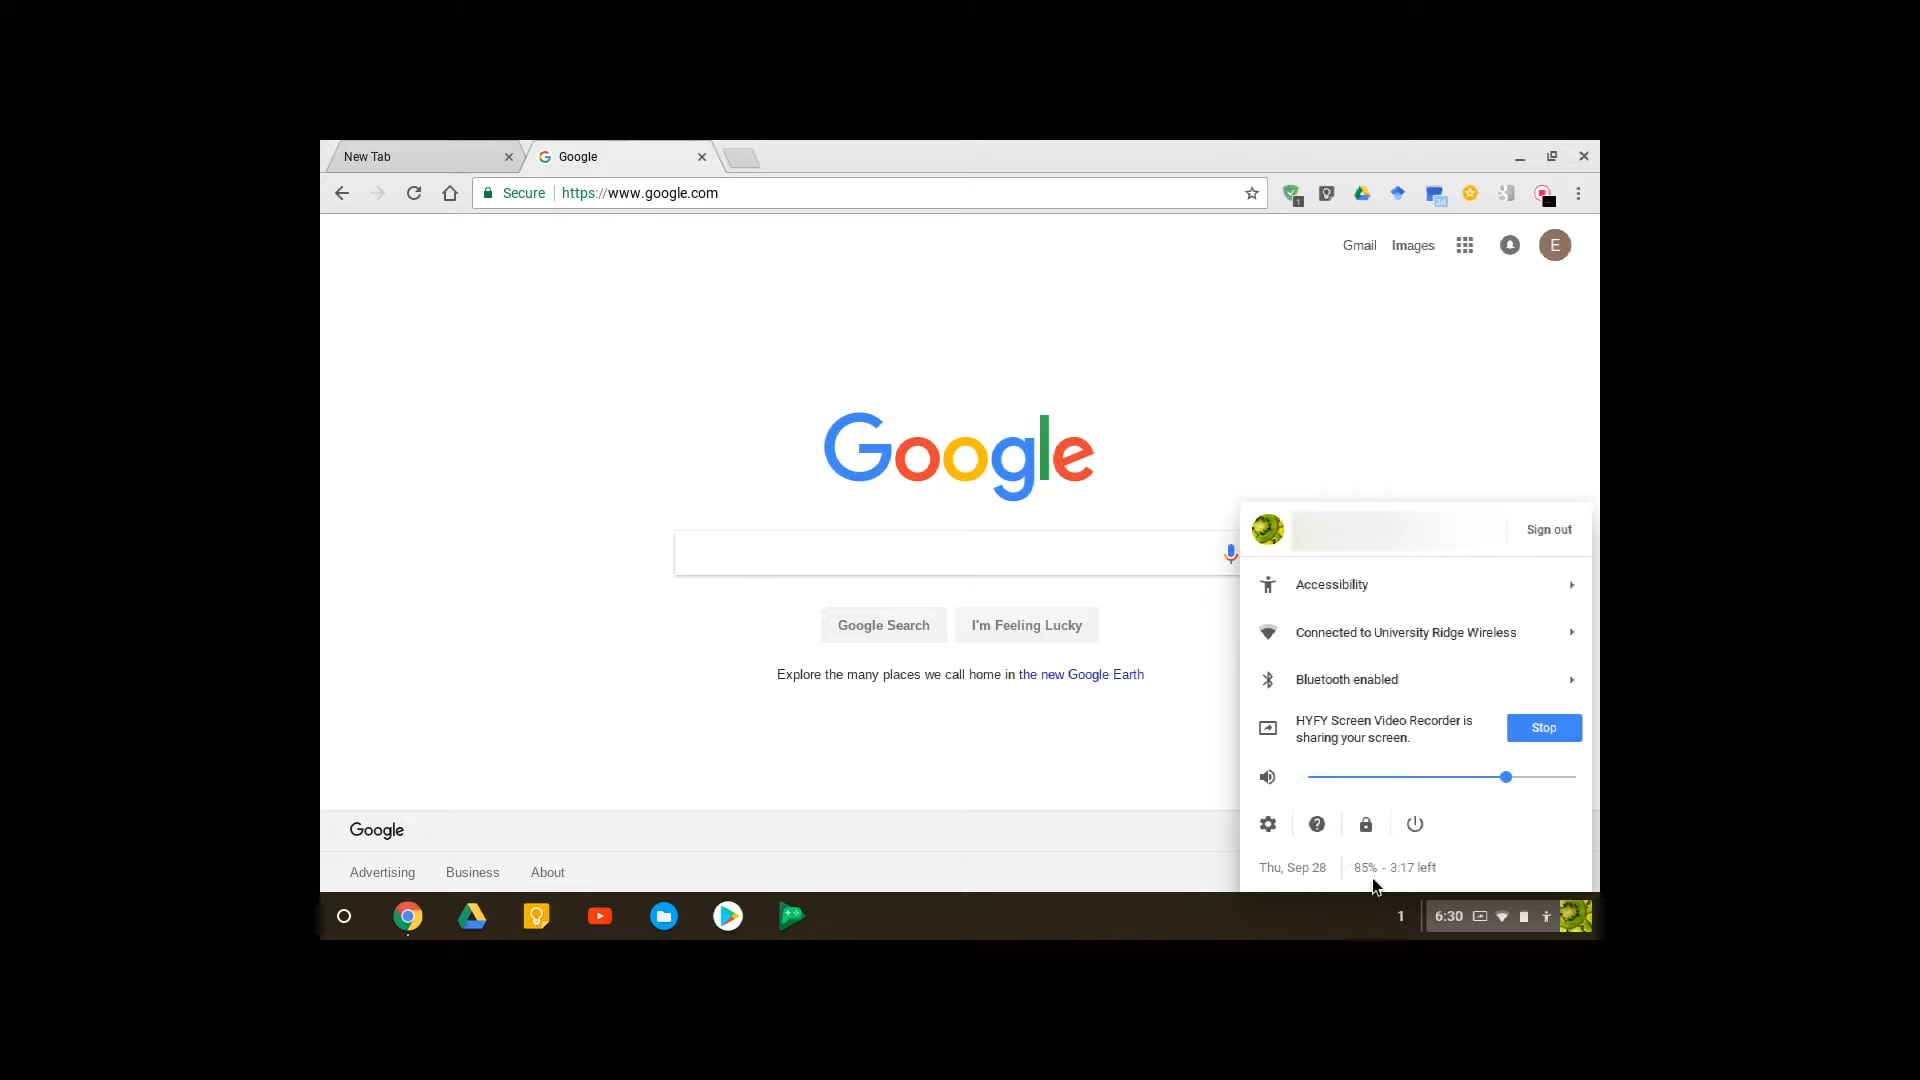 New Tab
Google
Secure
https://www.google.com
1
34
Gmail
Images
E
Google
Google Search
I'm Feeling Lucky
Explore the many places we call home in the new Google Earth
Sign out
Accessibility
Connected to University Ridge Wireless
Bluetooth enabled
HYFY Screen Video Recorder is
sharing your screen.
Stop
Google
Thu, Sep 28
85% - 3:17 left
Advertising
Business
About
1
6:30